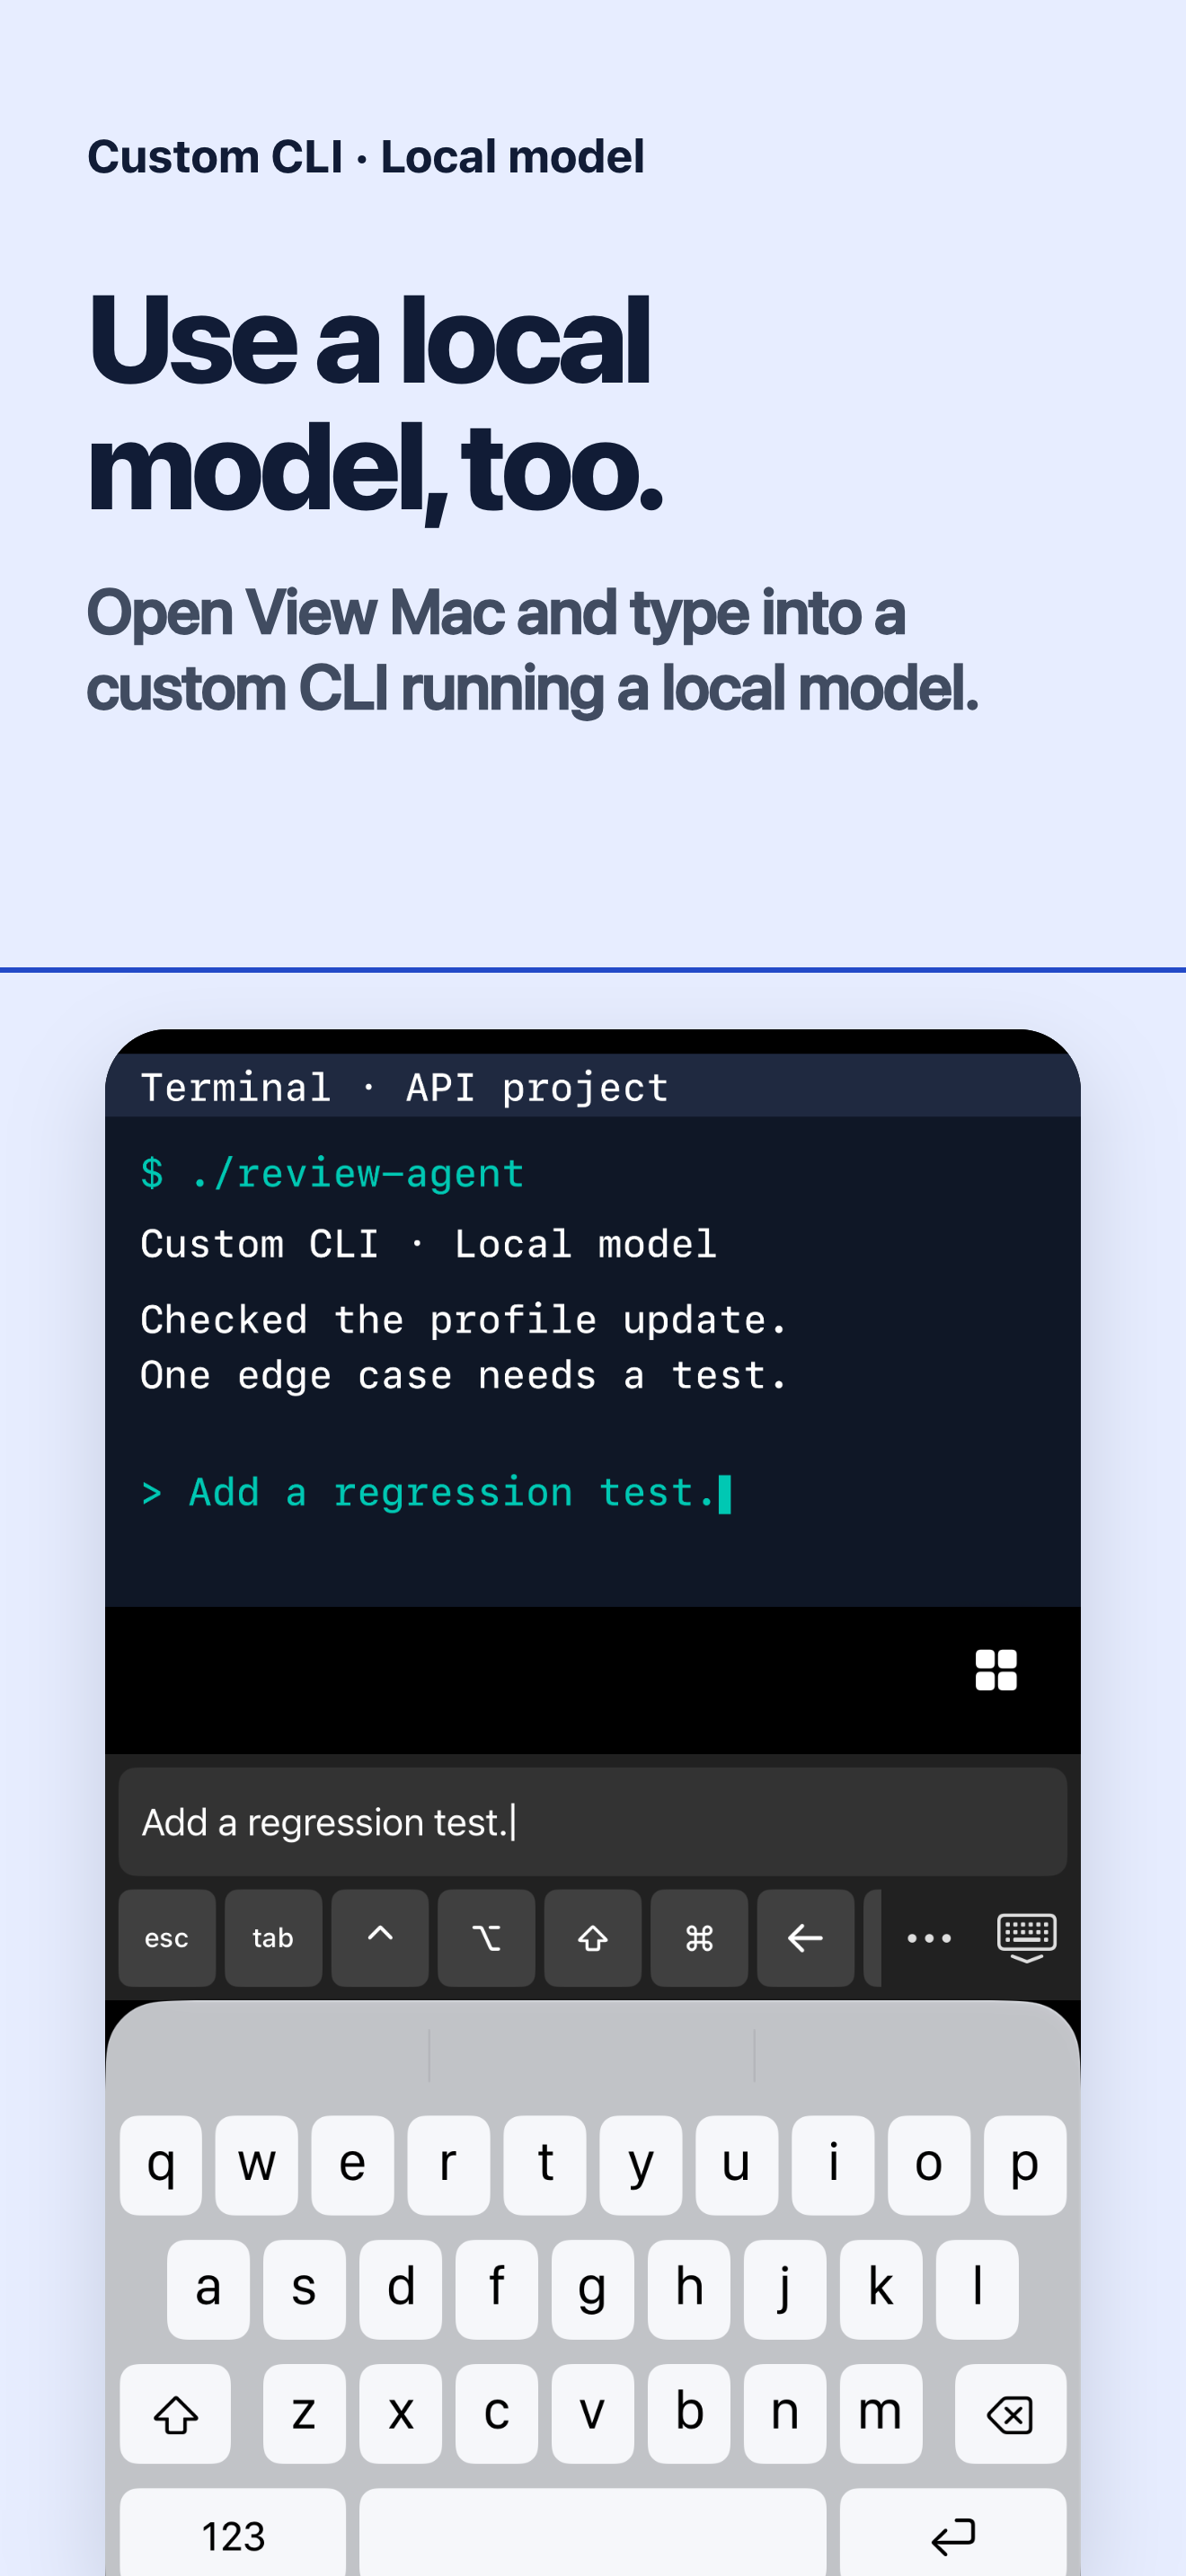 Custom CLI · Local model
Use a local
model, too.
Open View Mac and type into a
custom CLI running a local model.
Terminal · API project
$ ./review-agent
Custom CLI · Local model
Checked the profile update.
One edge case needs a test.
> Add a regression test.
Add a regression test.
esc tab ^ ⌥ ⇧ ⌘ ← •••
q w e r t y u i o p
a s d f g h j k l
z x c v b n m
123